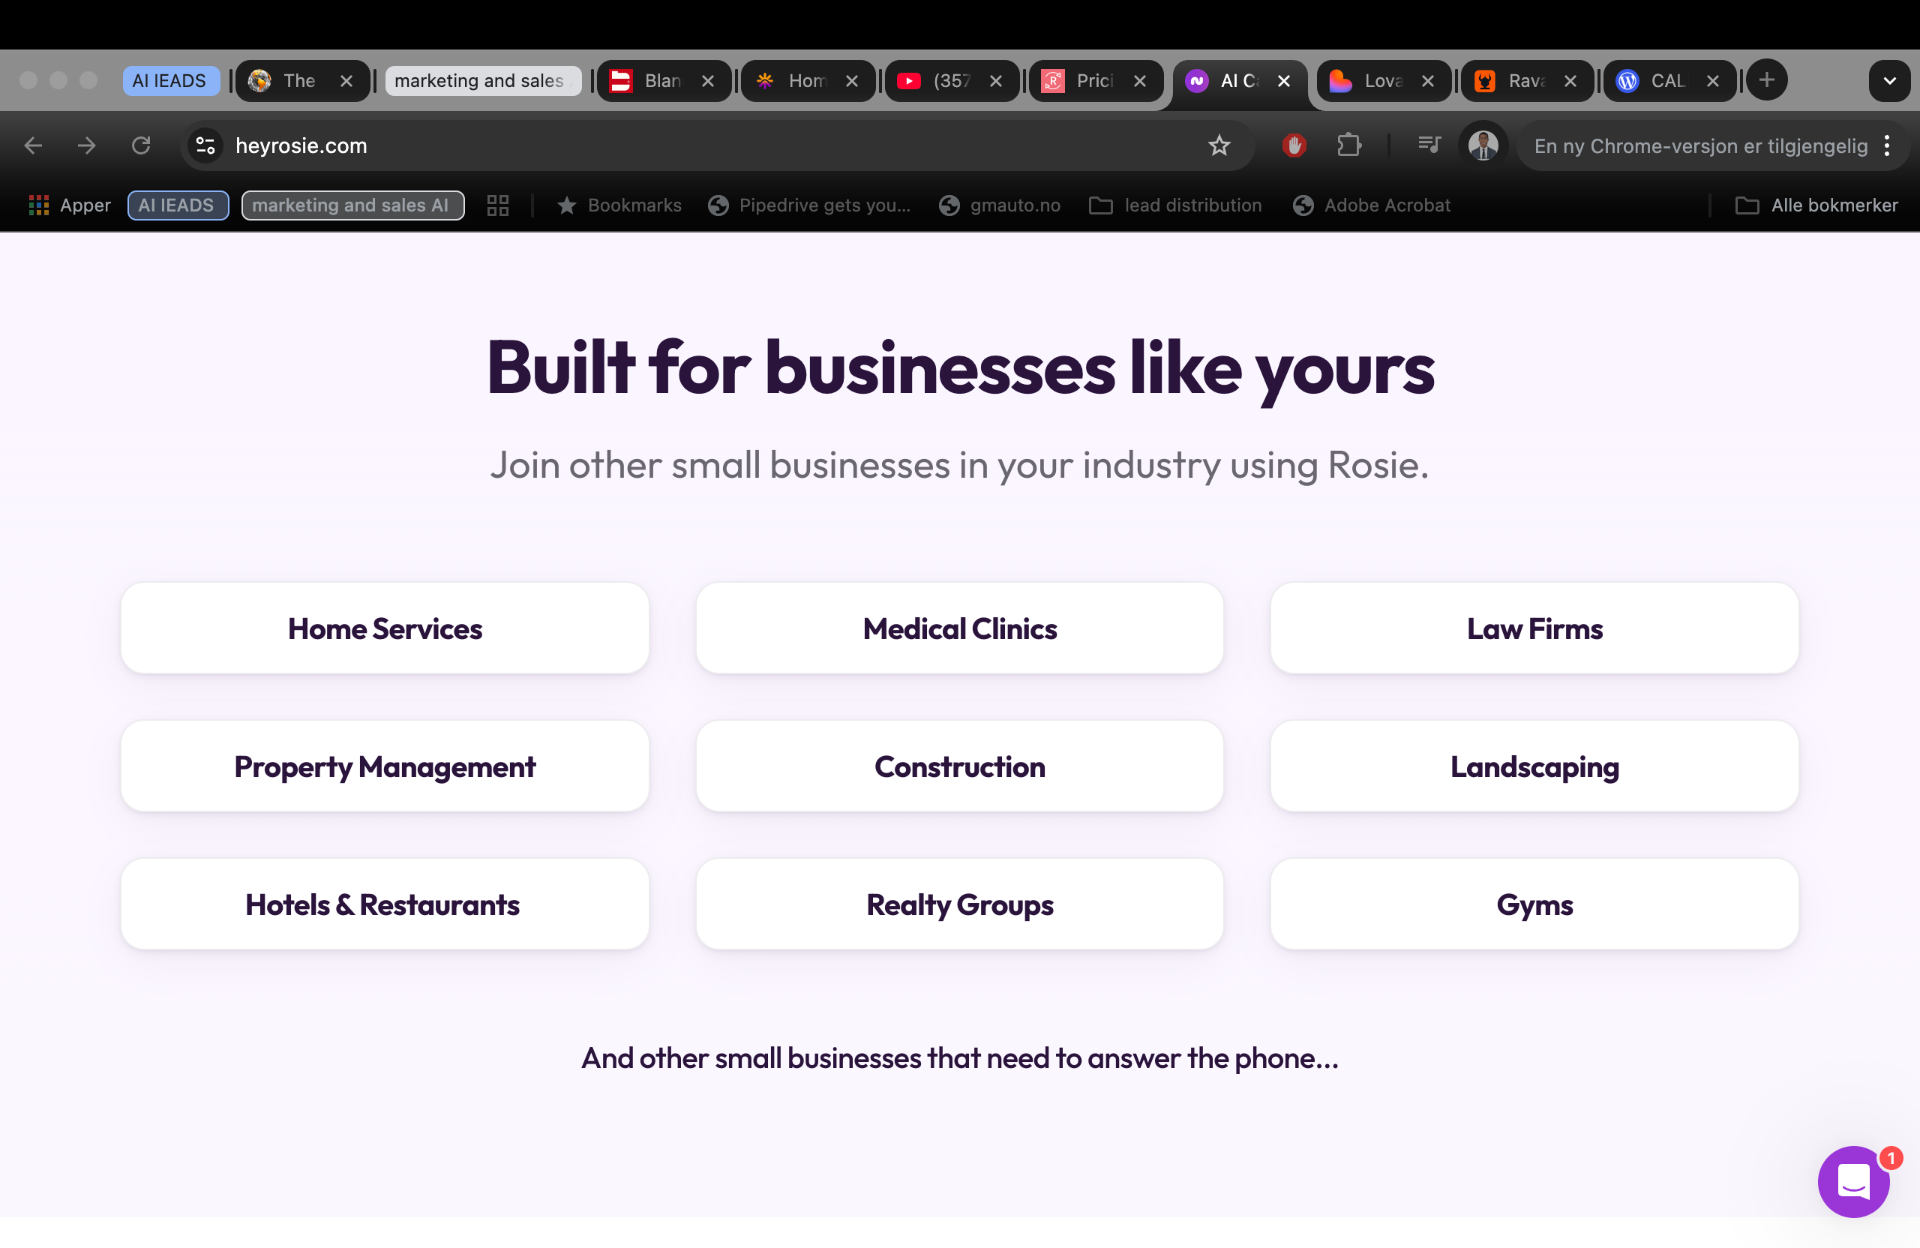 AI lEADS
The
marketing and sales
Blan
Hom
(357
Prici
AI C
Lova
Rava
CAL
heyrosie.com
En ny Chrome-versjon er tilgjengelig
Apper
AI lEADS
marketing and sales AI
Bookmarks
Pipedrive gets you...
gmauto.no
lead distribution
Adobe Acrobat
Alle bokmerker
Built for businesses like yours
Join other small businesses in your industry using Rosie.
Home Services
Medical Clinics
Law Firms
Property Management
Construction
Landscaping
Hotels & Restaurants
Realty Groups
Gyms
And other small businesses that need to answer the phone...
1